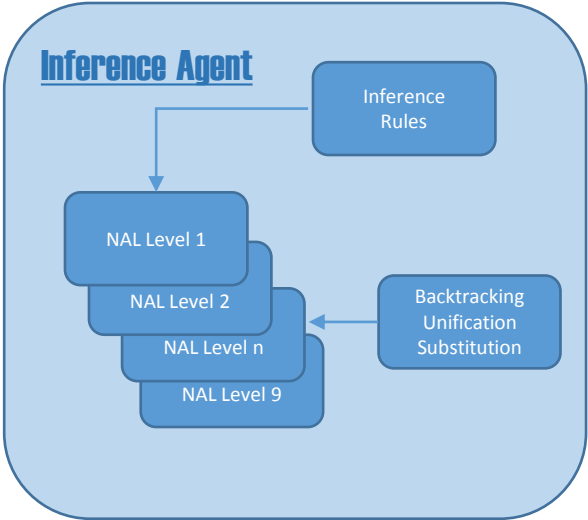 Inference Agent
Inference
Rules
NAL Level 1
NAL Level 2
NAL Level n
NAL Level 9
Backtracking
Unification
Substitution